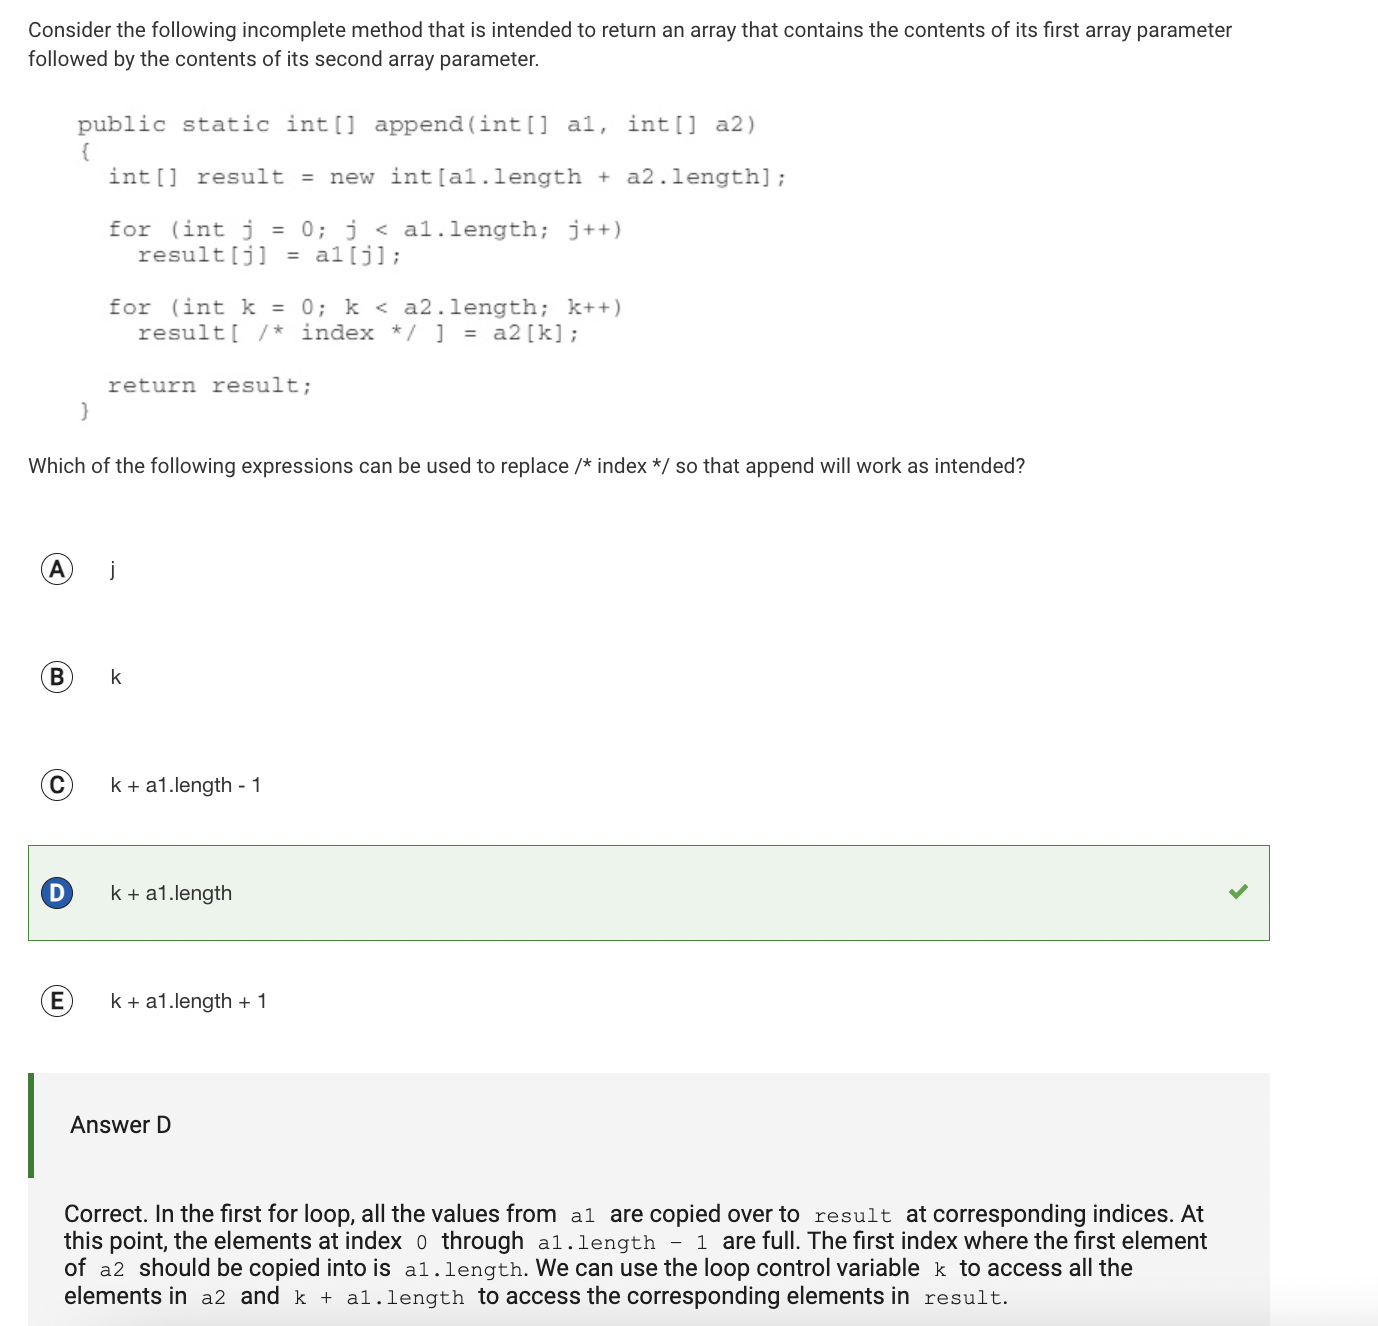 Consider the following incomplete method that is intended to return an array that contains the contents of its first array parameter
followed by the contents of its second array parameter.
public static int[] append(int[] a1, int[] a2)
{
int[] result = new int[a1.length + a2.length];
for (int j = 0; j < a1.length; j++)
result[j] = a1[j];
for (int k = 0; k < a2.length; k++)
result[ /* index */ ] = a2[k];
return result;
}
Which of the following expressions can be used to replace /* index */ so that append will work as intended?
A j
B k
C k + a1.length - 1
D k + a1.length
E k + a1.length + 1
Answer D
Correct. In the first for loop, all the values from a1 are copied over to result at corresponding indices. At
this point, the elements at index 0 through a1.length - 1 are full. The first index where the first element
of a2 should be copied into is a1.length. We can use the loop control variable k to access all the
elements in a2 and k + a1.length to access the corresponding elements in result.